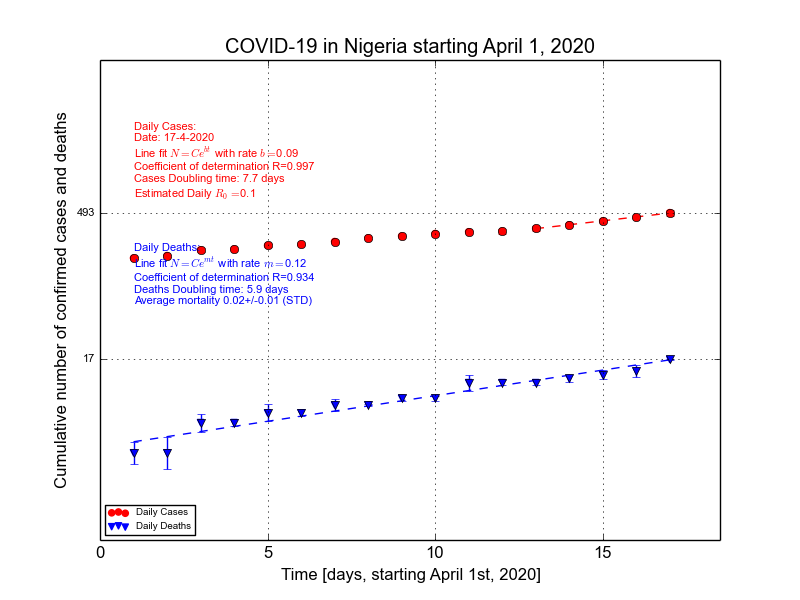 COVID-19 in Nigeria starting April 1, 2020
Cumulative number of confirmed cases and deaths
Daily Cases:
Date: 17-4-2020
Line fit N = Ce^{bt} with rate b =0.09
Coefficient of determination R=0.997
Cases Doubling time: 7.7 days
Estimated Daily R_0 =0.1
493
Daily Deaths:
Line fit N = Ce^{mt} with rate m =0.12
Coefficient of determination R=0.934
Deaths Doubling time: 5.9 days
Average mortality 0.02+/-0.01 (STD)
17
Daily Cases
Daily Deaths
0 5 10 15
Time [days, starting April 1st, 2020]